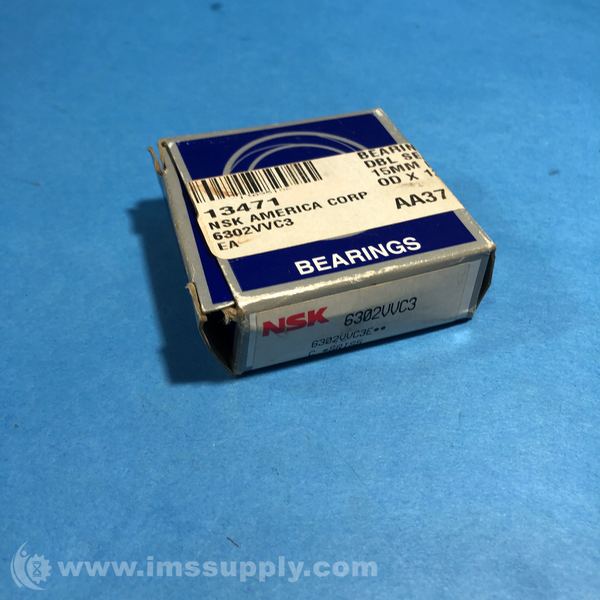 13471
NSK AMERICA CORP
6302VVC3
EA
DBL SE
15MM
OD X 1
AA37
BEARINGS
NSK 6302VVC3
6302VVC3E**
www.imssupply.com